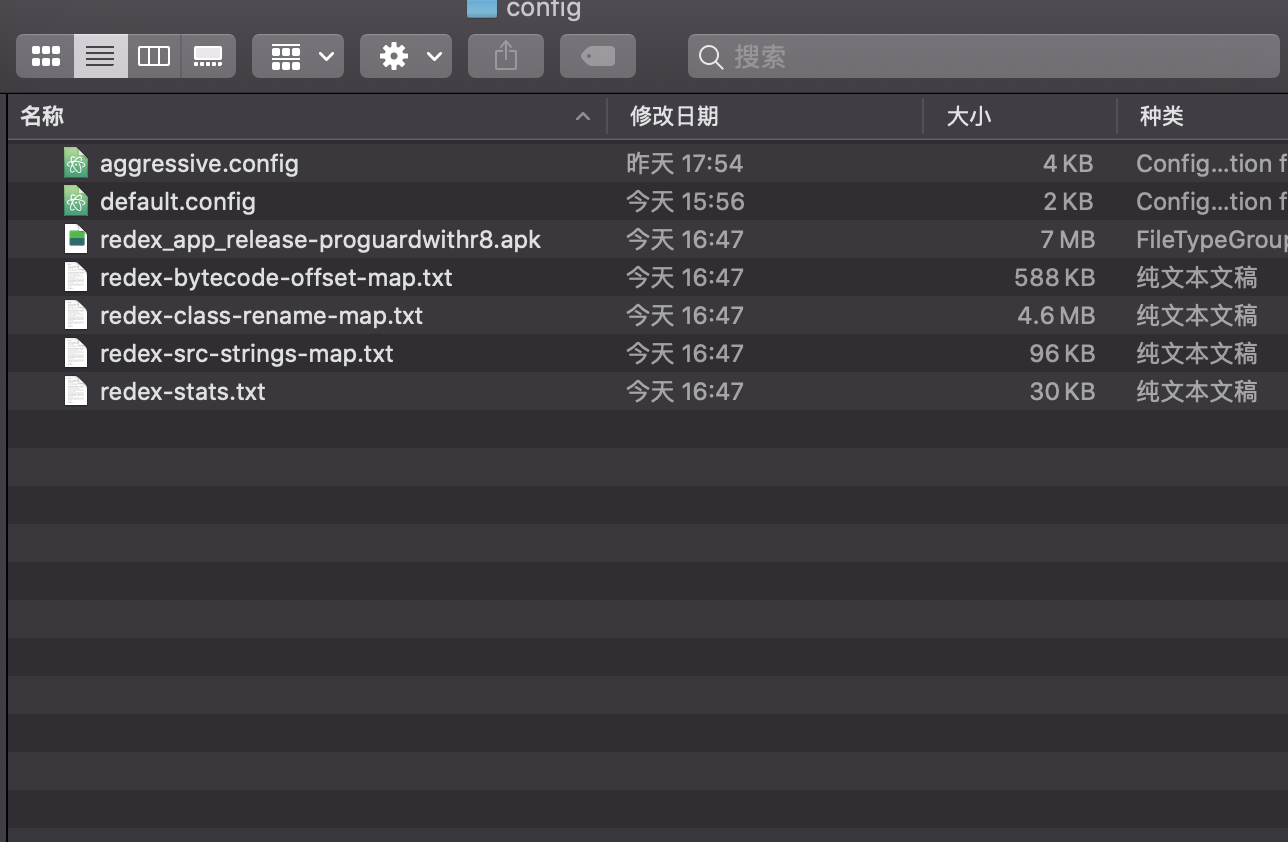 config
搜索
名称 修改日期 大小 种类
aggressive.config 昨天 17:54 4 KB Config...tion f
default.config 今天 15:56 2 KB Config...tion f
redex_app_release-proguardwithr8.apk 今天 16:47 7 MB FileTypeGroup
redex-bytecode-offset-map.txt 今天 16:47 588 KB 纯文本文稿
redex-class-rename-map.txt 今天 16:47 4.6 MB 纯文本文稿
redex-src-strings-map.txt 今天 16:47 96 KB 纯文本文稿
redex-stats.txt 今天 16:47 30 KB 纯文本文稿